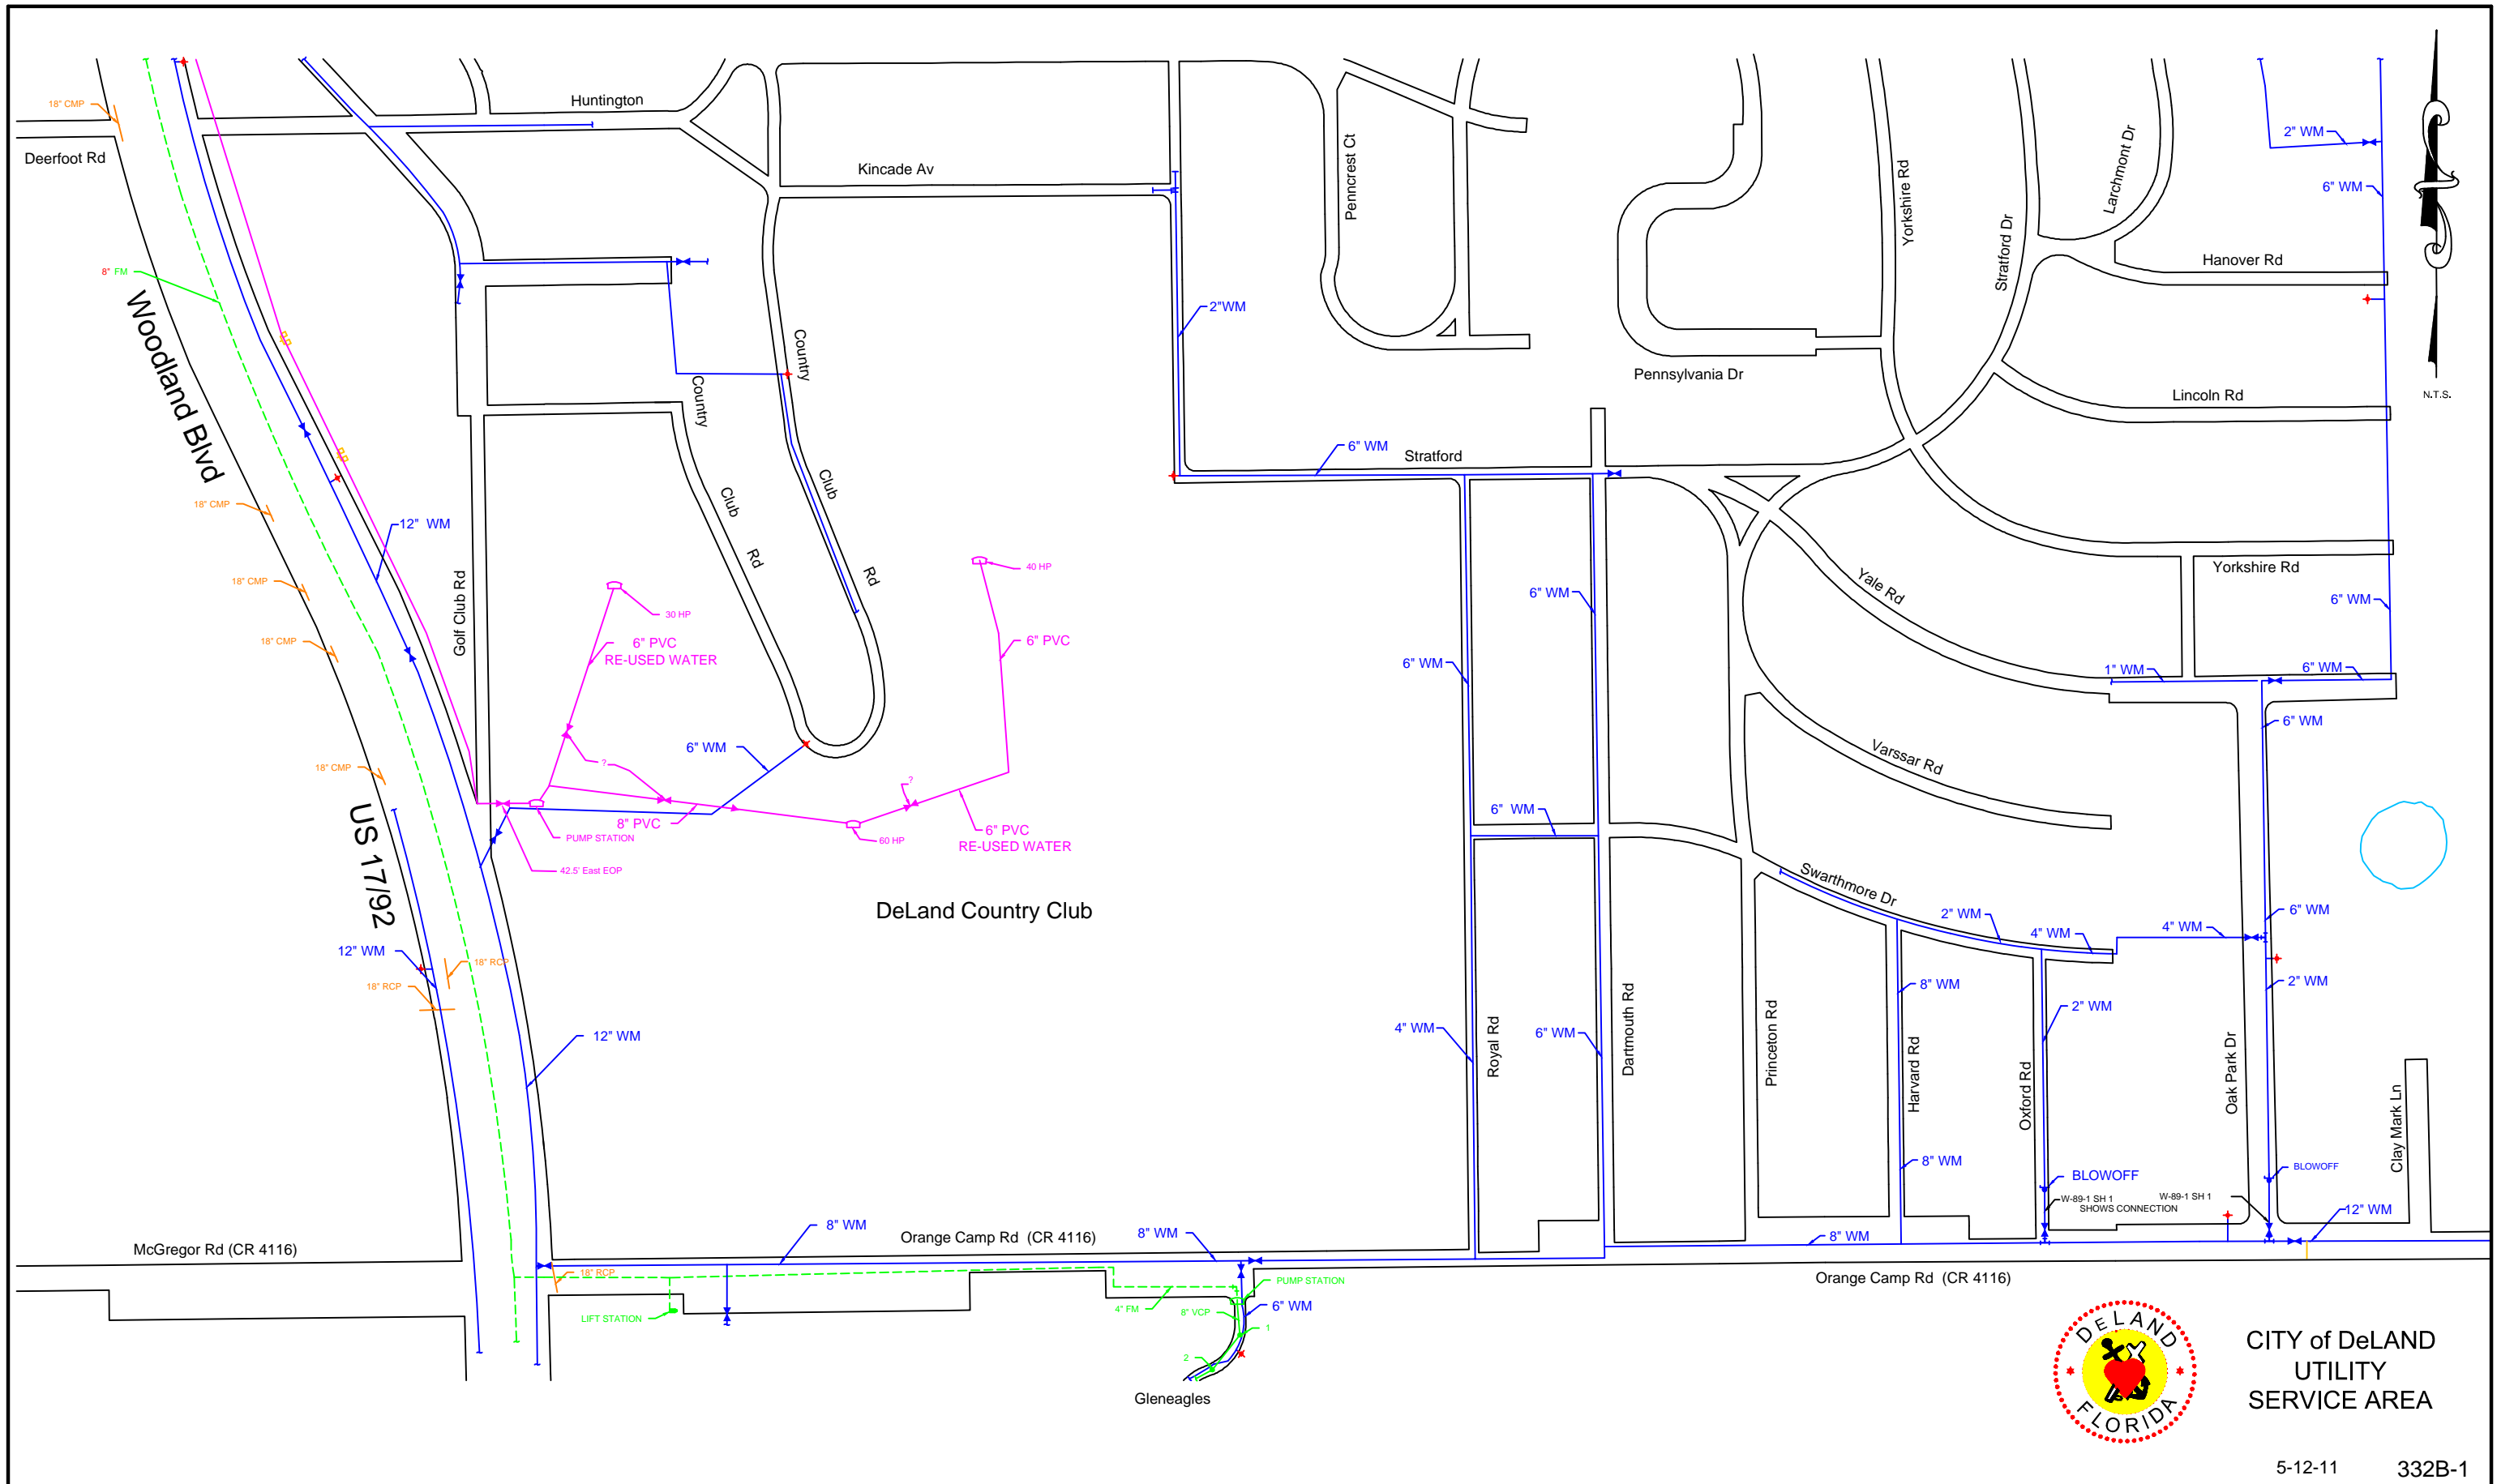 18" CMP
Deerfoot Rd
Huntington
Kincade Av
Penncrest Ct
Yorkshire Rd
Stratford Dr
Larchmont Dr
2" WM
6" WM
Hanover Rd
8" FM
Woodland Blvd
2"WM
Country
Country
Pennsylvania Dr
Lincoln Rd
N.T.S.
6" WM
Stratford
18" CMP
12" WM
Club
Rd
Club
Rd
18" CMP
Golf Club Rd
30 HP
40 HP
6" PVC
RE-USED WATER
6" PVC
6" WM
Yale Rd
Yorkshire Rd
6" WM
18" CMP
6" WM
1" WM
6" WM
6" WM
18" CMP
6" WM
?
?
Varssar Rd
US 17/92
8" PVC
PUMP STATION
60 HP
6" PVC
RE-USED WATER
42.5' East EOP
6" WM
DeLand Country Club
Swarthmore Dr
2" WM
4" WM
4" WM
6" WM
12" WM
18" RCP
18" RCP
8" WM
2" WM
2" WM
12" WM
4" WM
Royal Rd
6" WM
Dartmouth Rd
Princeton Rd
Harvard Rd
Oxford Rd
Oak Park Dr
Clay Mark Ln
8" WM
BLOWOFF
BLOWOFF
W-89-1 SH 1
SHOWS CONNECTION
W-89-1 SH 1
12" WM
McGregor Rd (CR 4116)
8" WM
Orange Camp Rd (CR 4116)
8" WM
8" WM
18" RCP
Orange Camp Rd (CR 4116)
LIFT STATION
4" FM
8" VCP
PUMP STATION
6" WM
1
2
Gleneagles
DeLAND
FLORIDA
CITY of DeLAND
UTILITY
SERVICE AREA
5-12-11
332B-1